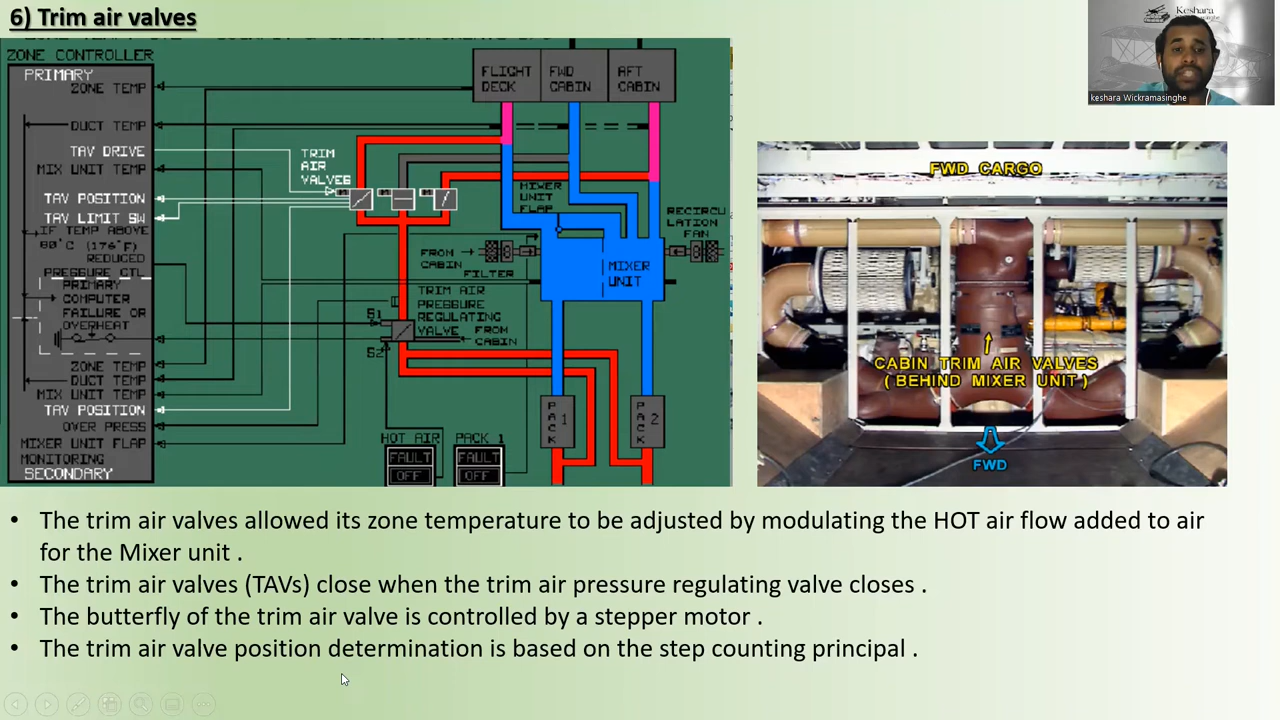 6) Trim air valves
Keshara
keshara Wickramasinghe
ZONE CONTROLLER
PRIMARY
ZONE TEMP
DUCT TEMP
TAV DRIVE
MIX UNIT TEMP
TAV POSITION
TAV LIMIT SW
IF TEMP ABOVE
80°C (176°F)
REDUCED
PRESSURE CTL
PRIMARY
COMPUTER
FAILURE OR
OVERHEAT
ZONE TEMP
DUCT TEMP
MIX UNIT TEMP
TAV POSITION
OVER PRESS
MIXER UNIT FLAP
MONITORING
SECONDARY
FLIGHT
DECK
FWD
CABIN
AFT
CABIN
TRIM
AIR
VALVES
M
M
M
MIXER
UNIT
FLAP
RECIRCU
LATION
FAN
FROM
CABIN
FILTER
MIXER
UNIT
TRIM AIR
PRESSURE
REGULATING
VALVE
S1
S2
FROM
CABIN
PACK 1
PACK 2
HOT AIR
FAULT
OFF
PACK 1
FAULT
OFF
FWD CARGO
CABIN TRIM AIR VALVES
(BEHIND MIXER UNIT)
FWD
• The trim air valves allowed its zone temperature to be adjusted by modulating the HOT air flow added to air
for the Mixer unit .
• The trim air valves (TAVs) close when the trim air pressure regulating valve closes .
• The butterfly of the trim air valve is controlled by a stepper motor .
• The trim air valve position determination is based on the step counting principal .